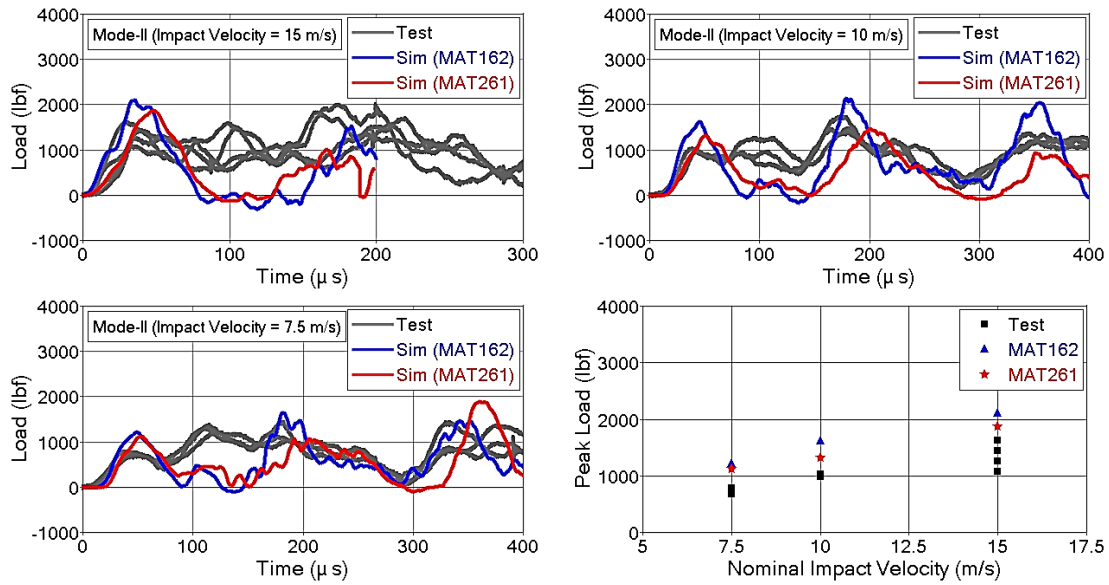 Mode-II (Impact Velocity = 15 m/s)
Test
Sim (MAT162)
Sim (MAT261)
Load (lbf)
4000
3000
2000
1000
0
-1000
0
100
200
300
Time (μ s)
Mode-II (Impact Velocity = 10 m/s)
Test
Sim (MAT162)
Sim (MAT261)
Load (lbf)
4000
3000
2000
1000
0
-1000
0
100
200
300
400
Time (μ s)
Mode-II (Impact Velocity = 7.5 m/s)
Test
Sim (MAT162)
Sim (MAT261)
Load (lbf)
4000
3000
2000
1000
0
-1000
0
100
200
300
400
Time (μ s)
Test
MAT162
MAT261
Peak Load (lbf)
4000
3000
2000
1000
0
5
7.5
10
12.5
15
17.5
Nominal Impact Velocity (m/s)